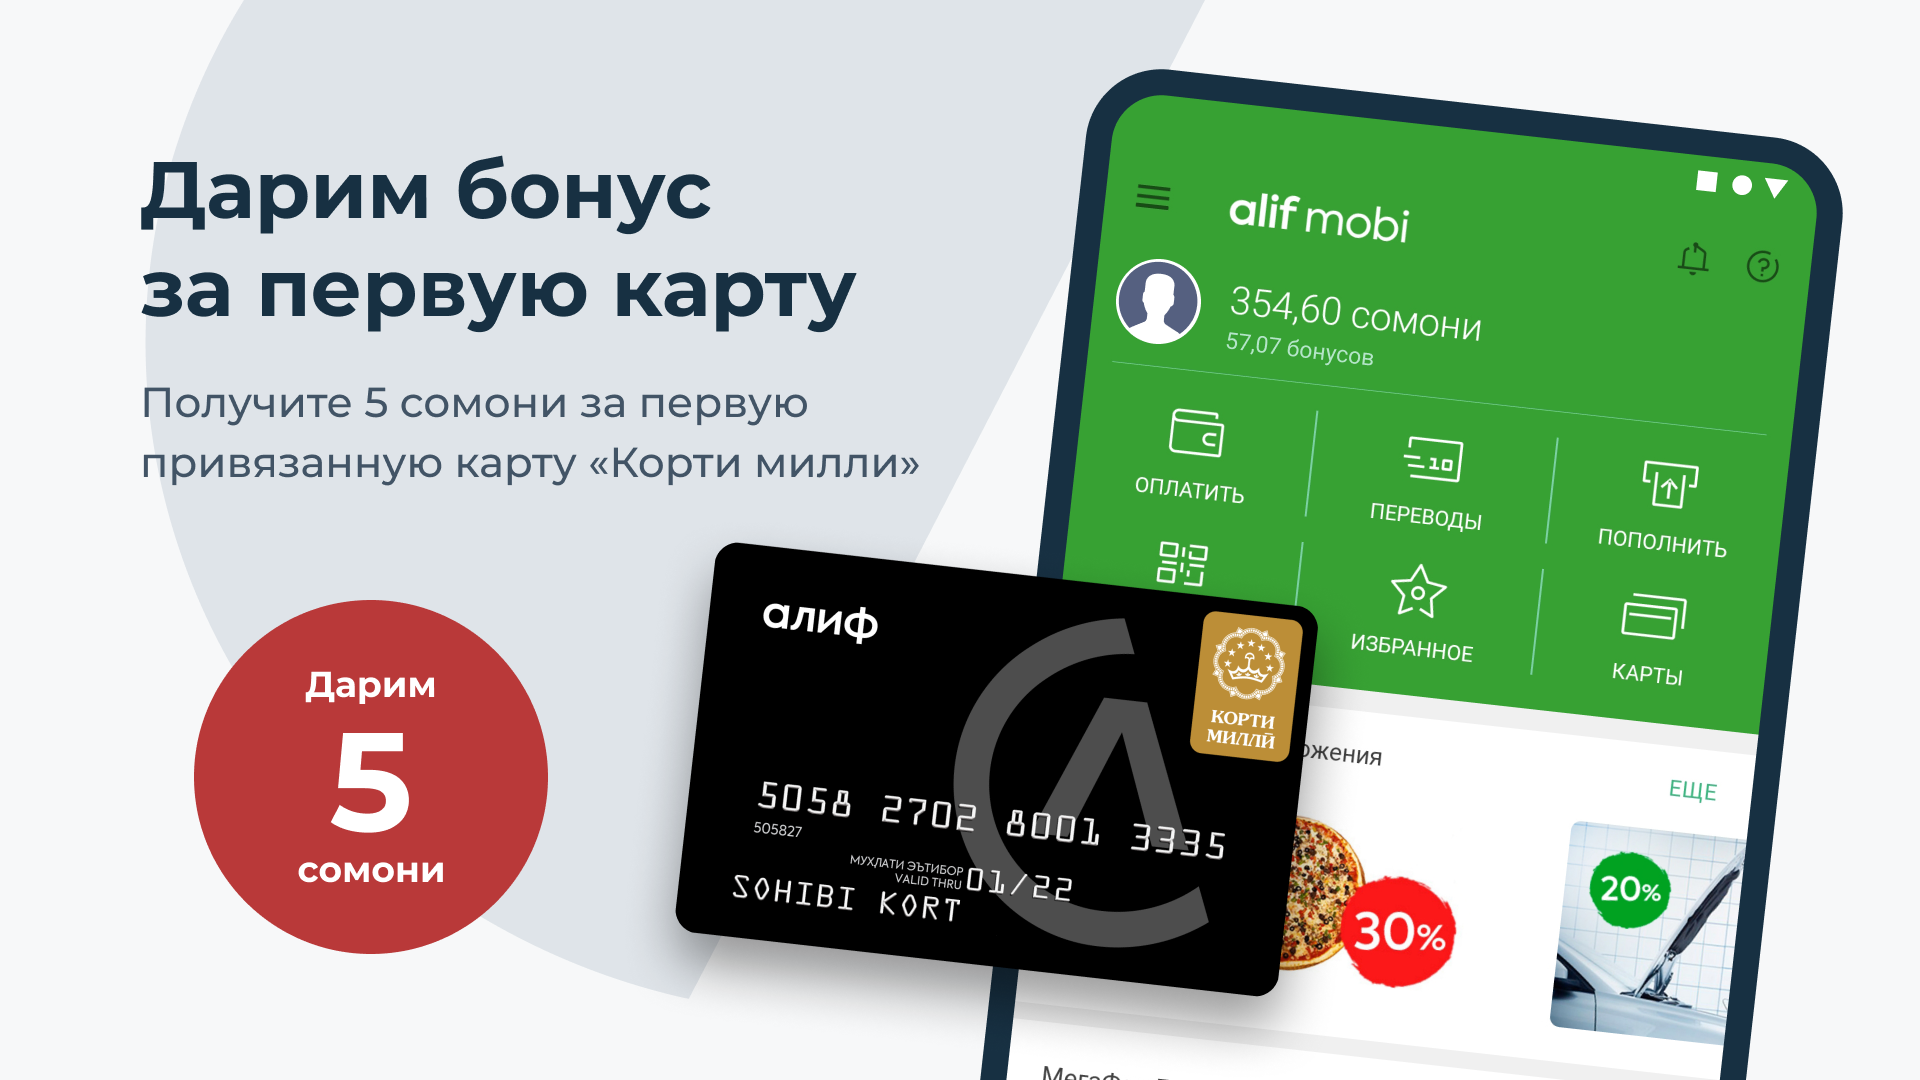 Дарим бонус
за первую карту
Получите 5 сомони за первую
привязанную карту «Корти милли»
Дарим
5
сомони
alif mobi
354,60 сомони
57,07 бонусов
ОПЛАТИТЬ
ПЕРЕВОДЫ
ПОПОЛНИТЬ
ИЗБРАННОЕ
КАРТЫ
ЕЩЕ
30%
20%
алиф
КОРТИ
МИЛЛӢ
5058 2702 8001 3335
505827
МУҲЛАТИ ЭЪТИБОР
VALID THRU 01/22
SOHIBI KORT